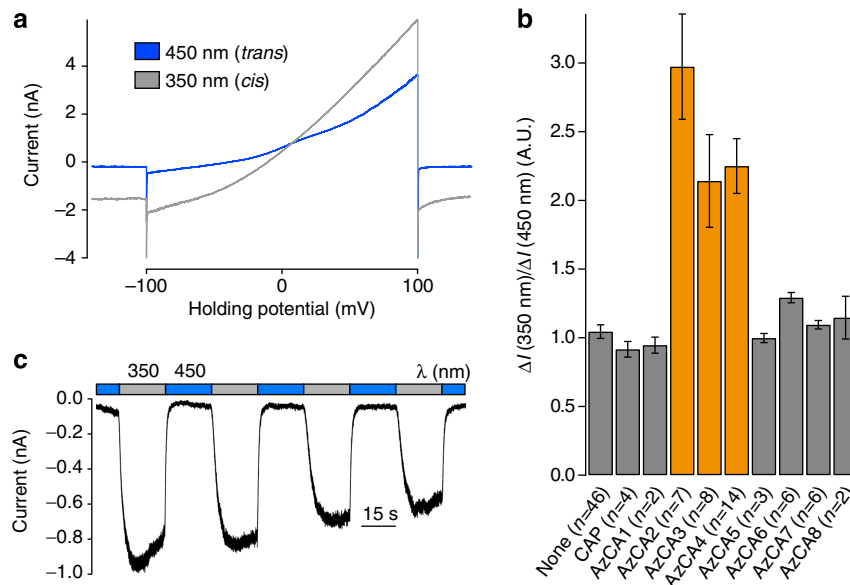 a
450 nm (trans)
350 nm (cis)
Current (nA)
4
2
0
−2
−4
−100
0
100
Holding potential (mV)
b
ΔI (350 nm)/ΔI (450 nm) (A.U.)
3.0
2.5
2.0
1.5
1.0
0.5
0.0
None (n=46)
CAP (n=4)
AzCA1 (n=2)
AzCA2 (n=7)
AzCA3 (n=8)
AzCA4 (n=14)
AzCA5 (n=3)
AzCA6 (n=6)
AzCA7 (n=6)
AzCA8 (n=2)
c
350 450 λ (nm)
Current (nA)
0.0
−0.2
−0.4
−0.6
−0.8
−1.0
15 s